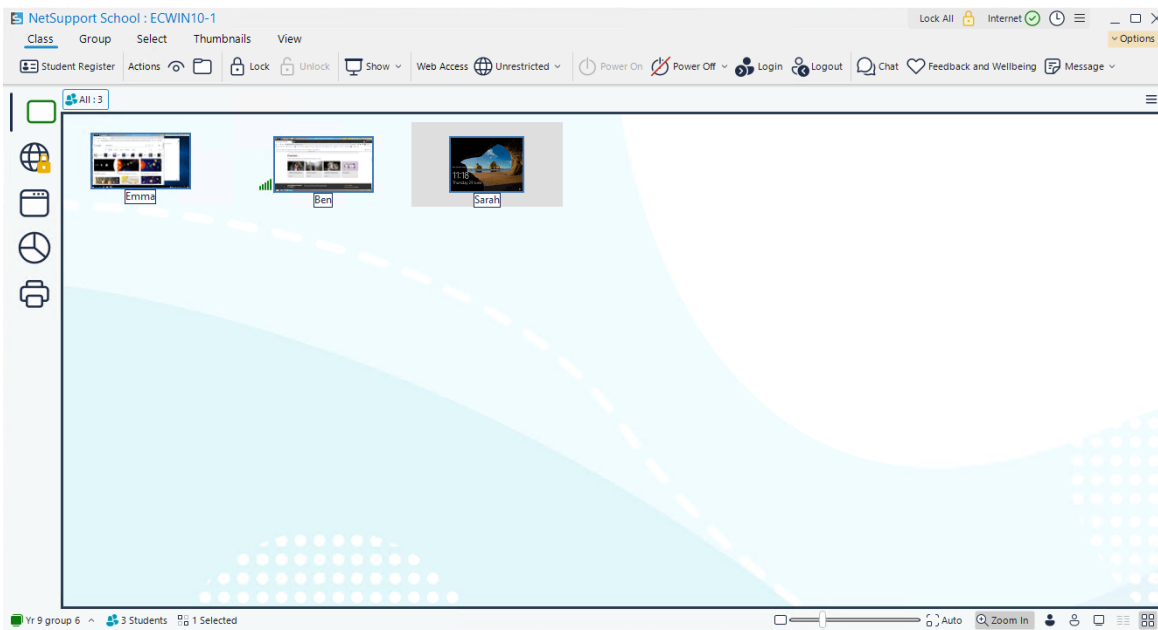 NetSupport School : ECWIN10-1
Lock All Internet
Class Group Select Thumbnails View
Options
Student Register Actions Lock Unlock Show Web Access Unrestricted Power On Power Off Login Logout Chat Feedback and Wellbeing Message
All : 3
11:18
Emma Ben Sarah
Yr 9 group 6 3 Students 1 Selected Auto Zoom In